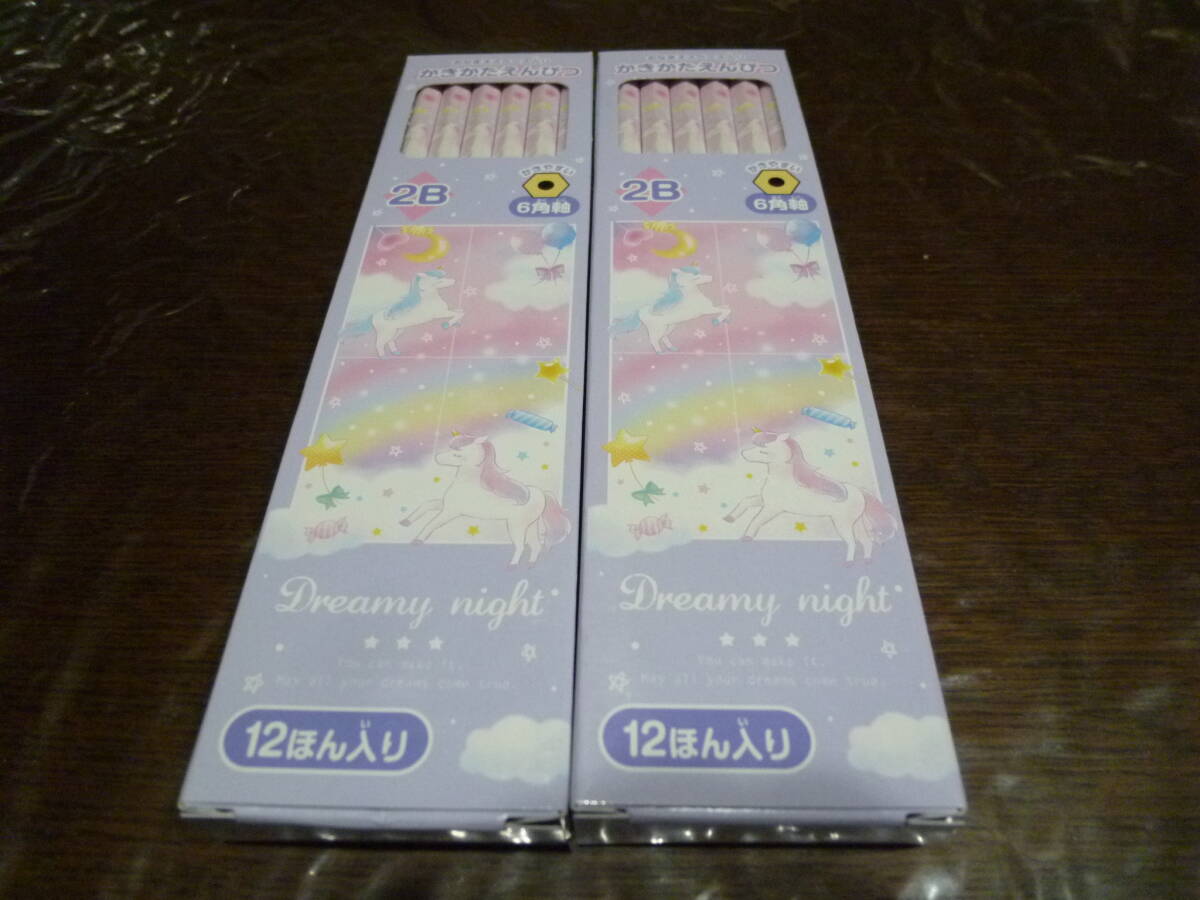 かきかたえんぴつ
2B
かきやすい
6角軸
Dreamy night
You can make it.
May all your dreams come true.
12ほん入り
い
かきかたえんぴつ
2B
かきやすい
6角軸
Dreamy night
You can make it.
May all your dreams come true.
12ほん入り
い